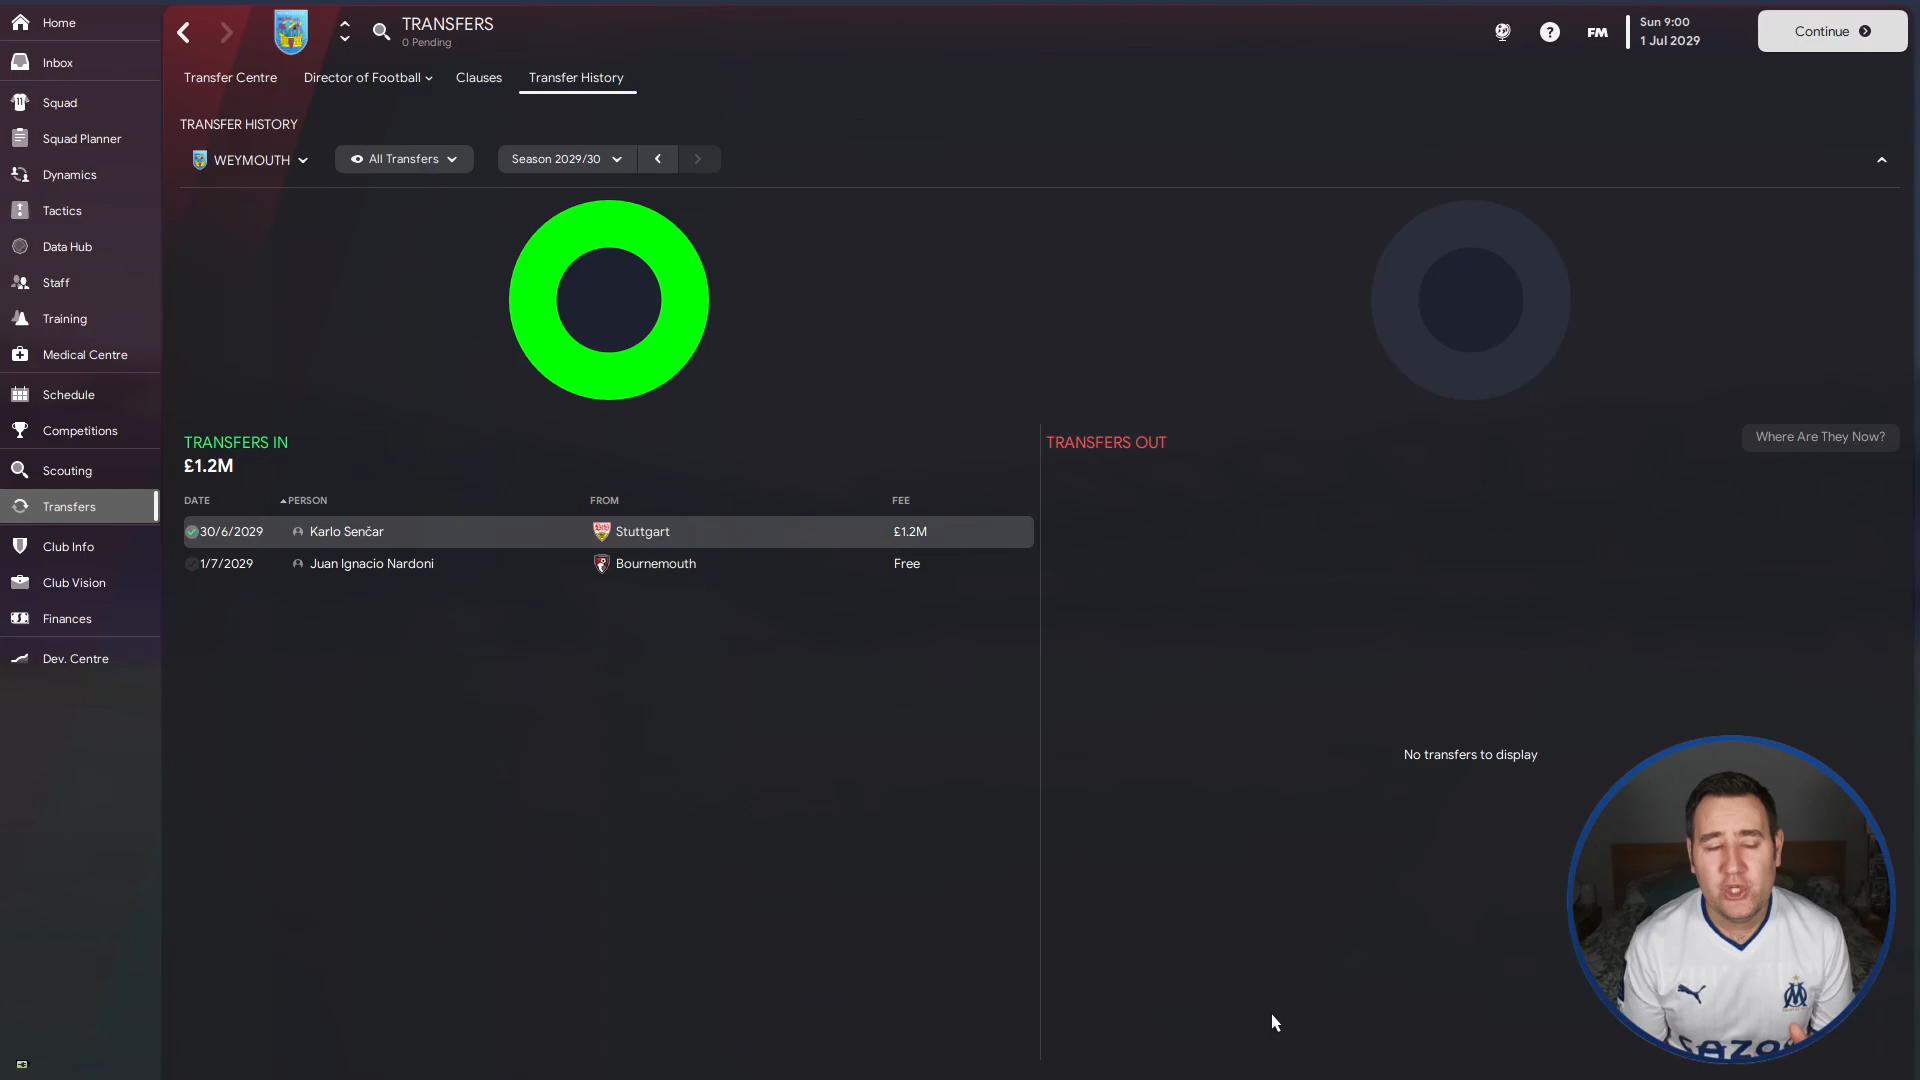 Home
Inbox
Squad
Squad Planner
Dynamics
Tactics
Data Hub
Staff
Training
Medical Centre
Schedule
Competitions
Scouting
Transfers
Club Info
Club Vision
Finances
Dev. Centre
TRANSFERS
0 Pending
FM
Sun 9:00
1 Jul 2029
Continue
Transfer Centre Director of Football Clauses Transfer History
TRANSFER HISTORY
WEYMOUTH All Transfers Season 2029/30
TRANSFERS IN
£1.2M
DATE PERSON FROM FEE
30/6/2029 Karlo Senčar Stuttgart £1.2M
1/7/2029 Juan Ignacio Nardoni Bournemouth Free
TRANSFERS OUT
Where Are They Now?
No transfers to display